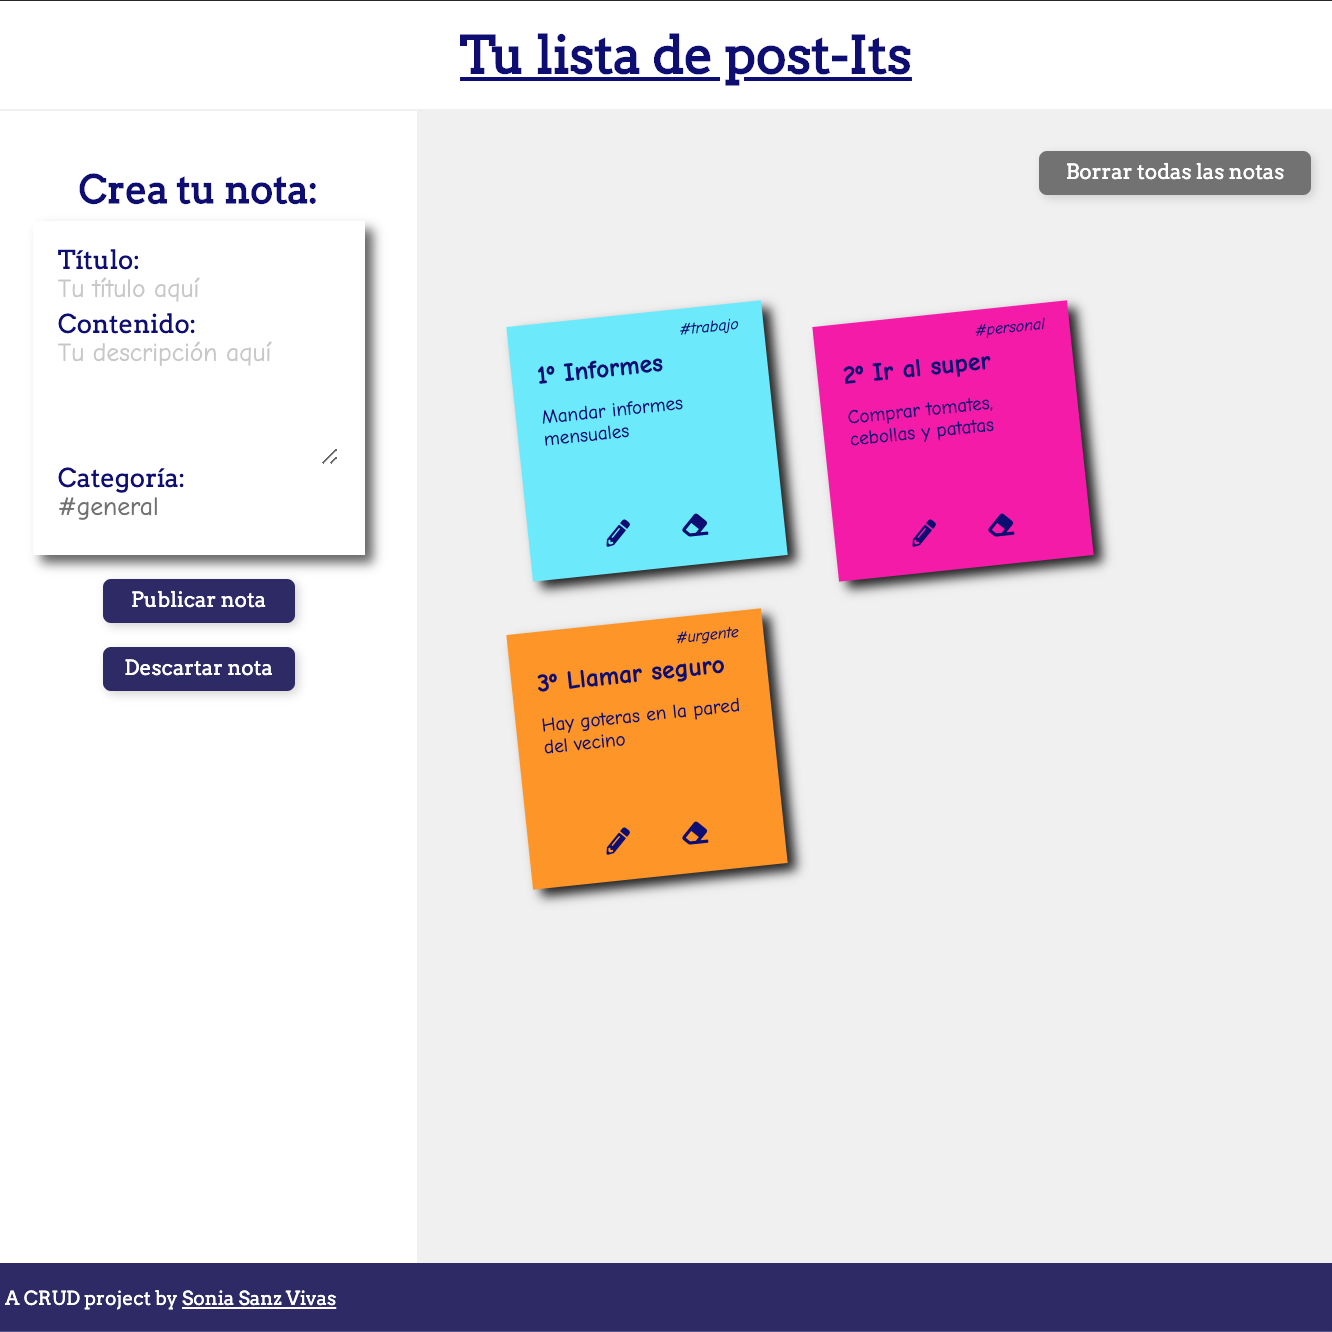 Tu lista de post-Its
Crea tu nota:
Título:
Tu título aquí
Contenido:
Tu descripción aquí
Categoría:
#general
Publicar nota
Descartar nota
Borrar todas las notas
#trabajo
1º Informes
Mandar informes
mensuales
#personal
2º Ir al super
Comprar tomates,
cebollas y patatas
#urgente
3º Llamar seguro
Hay goteras en la pared
del vecino
A CRUD project by Sonia Sanz Vivas